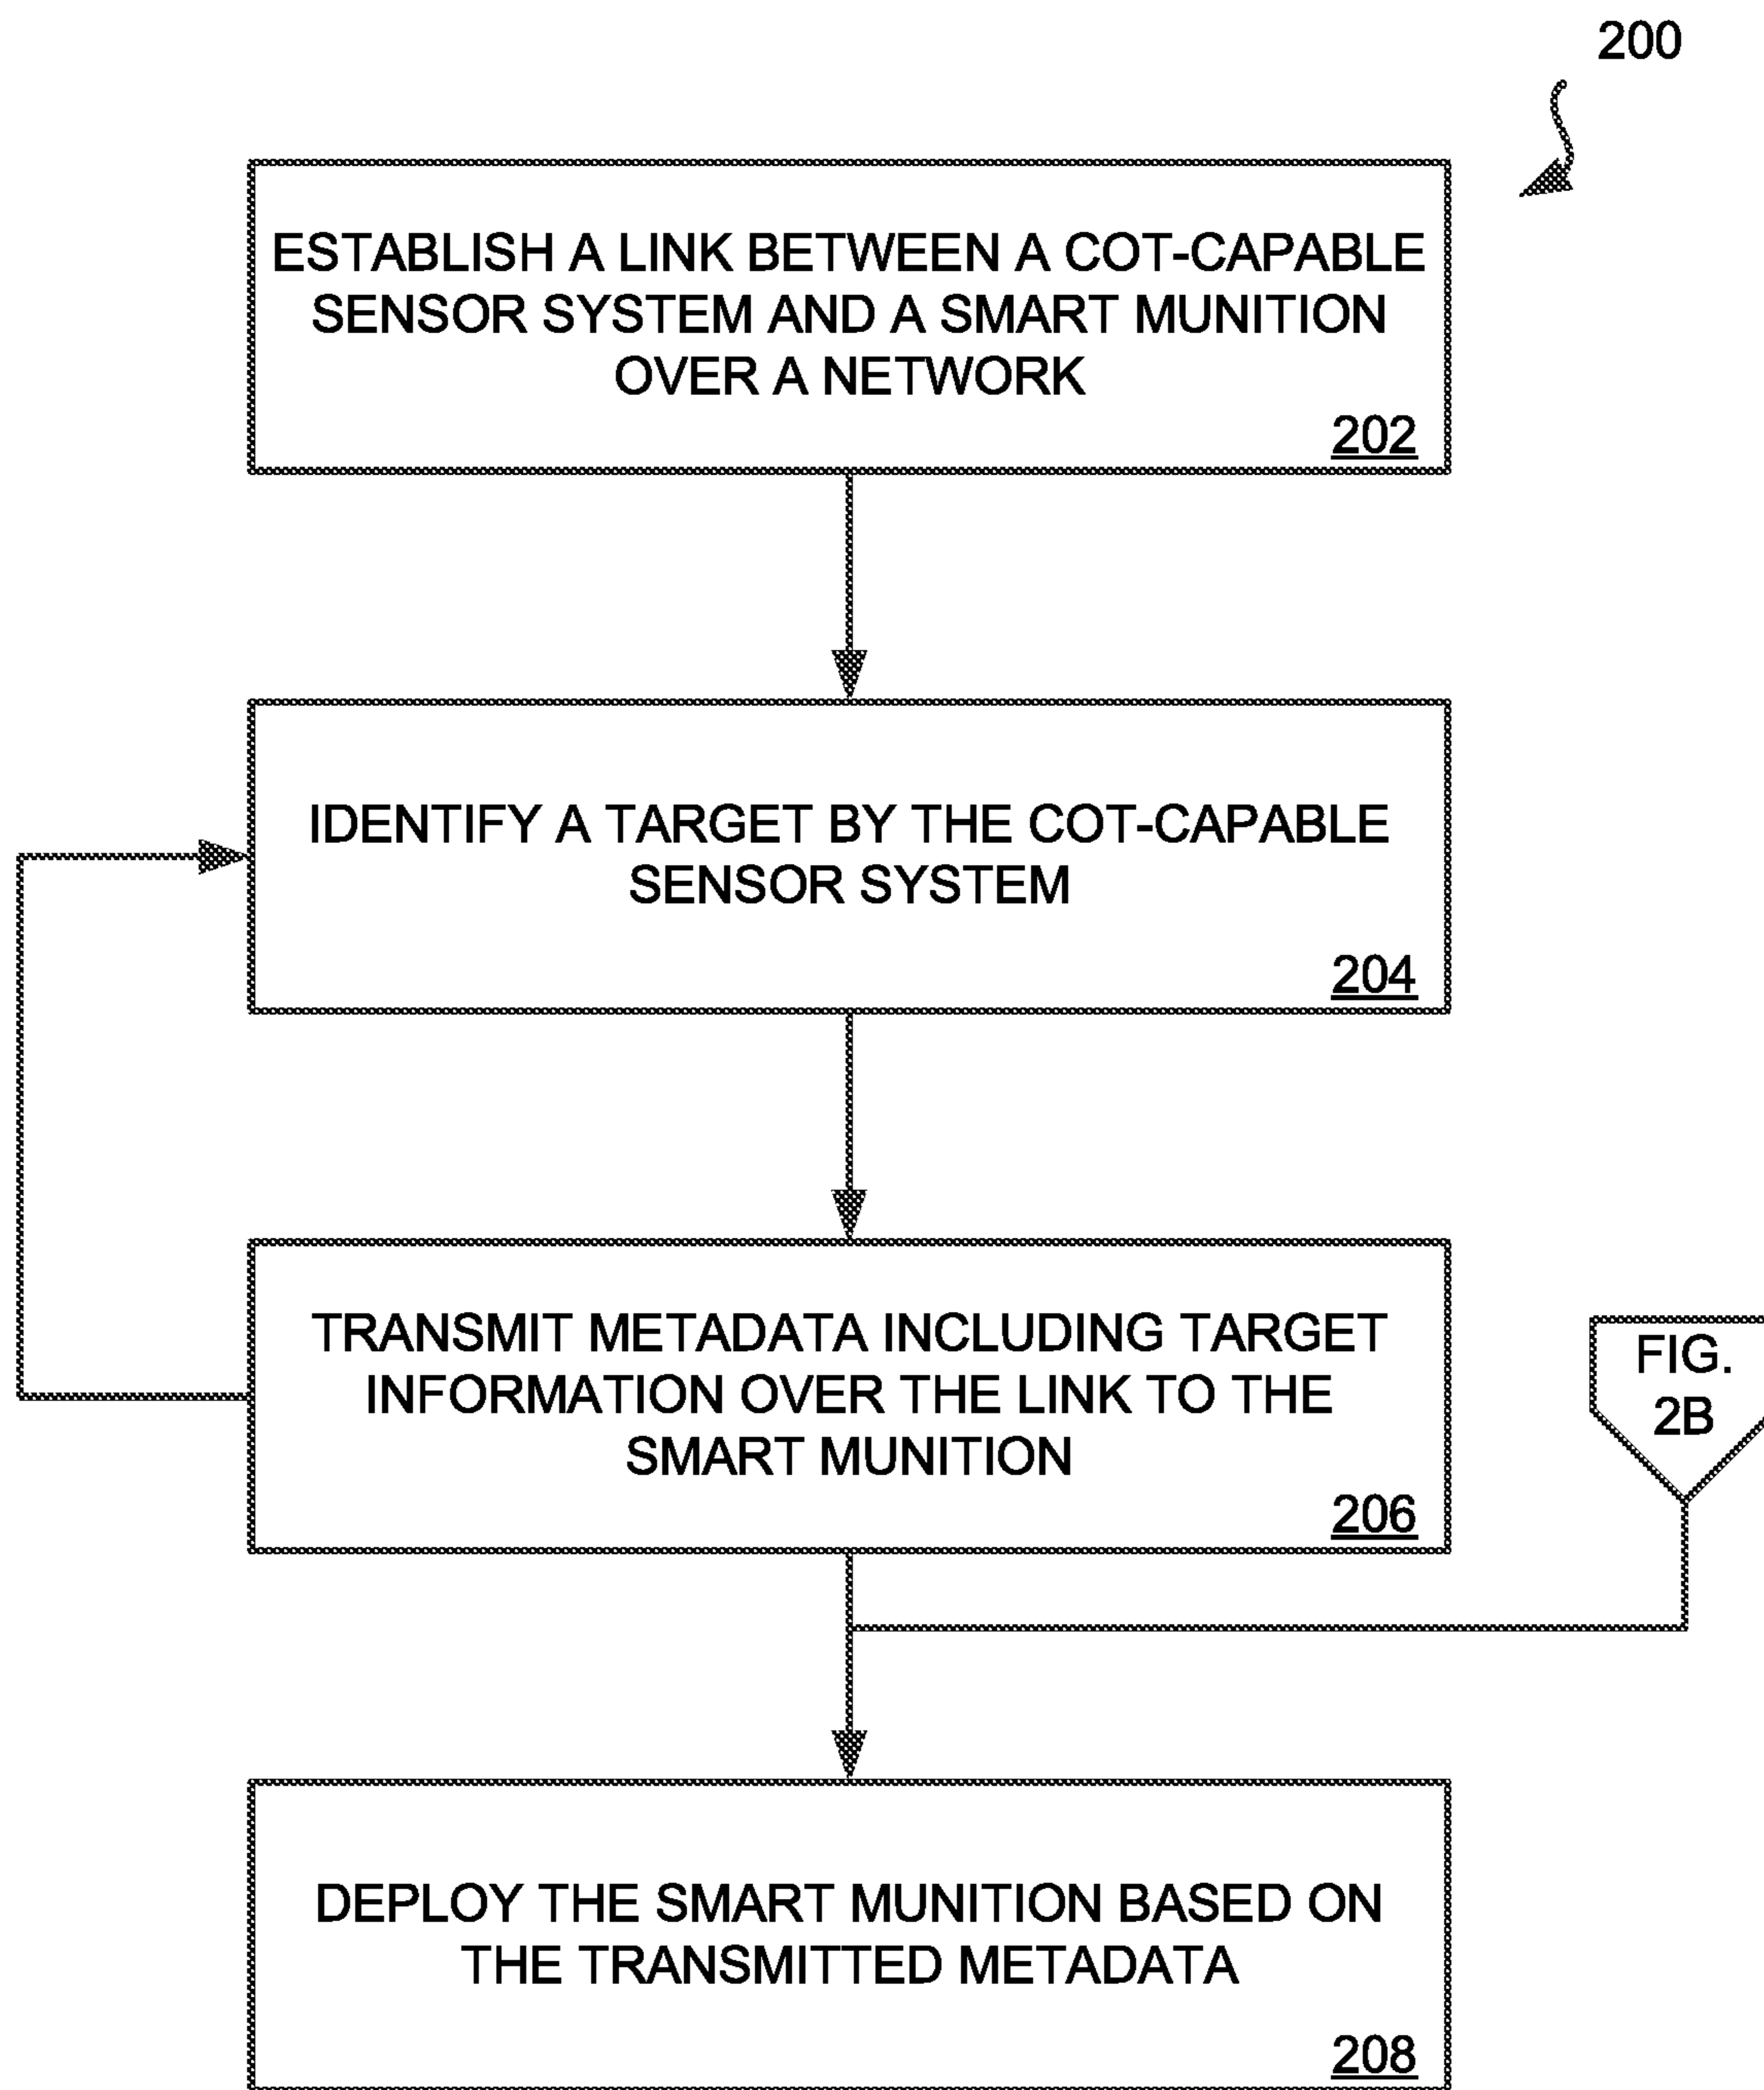 200
ESTABLISH A LINK BETWEEN A COT-CAPABLE
SENSOR SYSTEM AND A SMART MUNITION
OVER A NETWORK
202
IDENTIFY A TARGET BY THE COT-CAPABLE
SENSOR SYSTEM
204
TRANSMIT METADATA INCLUDING TARGET
INFORMATION OVER THE LINK TO THE
SMART MUNITION
206
FIG.
2B
DEPLOY THE SMART MUNITION BASED ON
THE TRANSMITTED METADATA
208